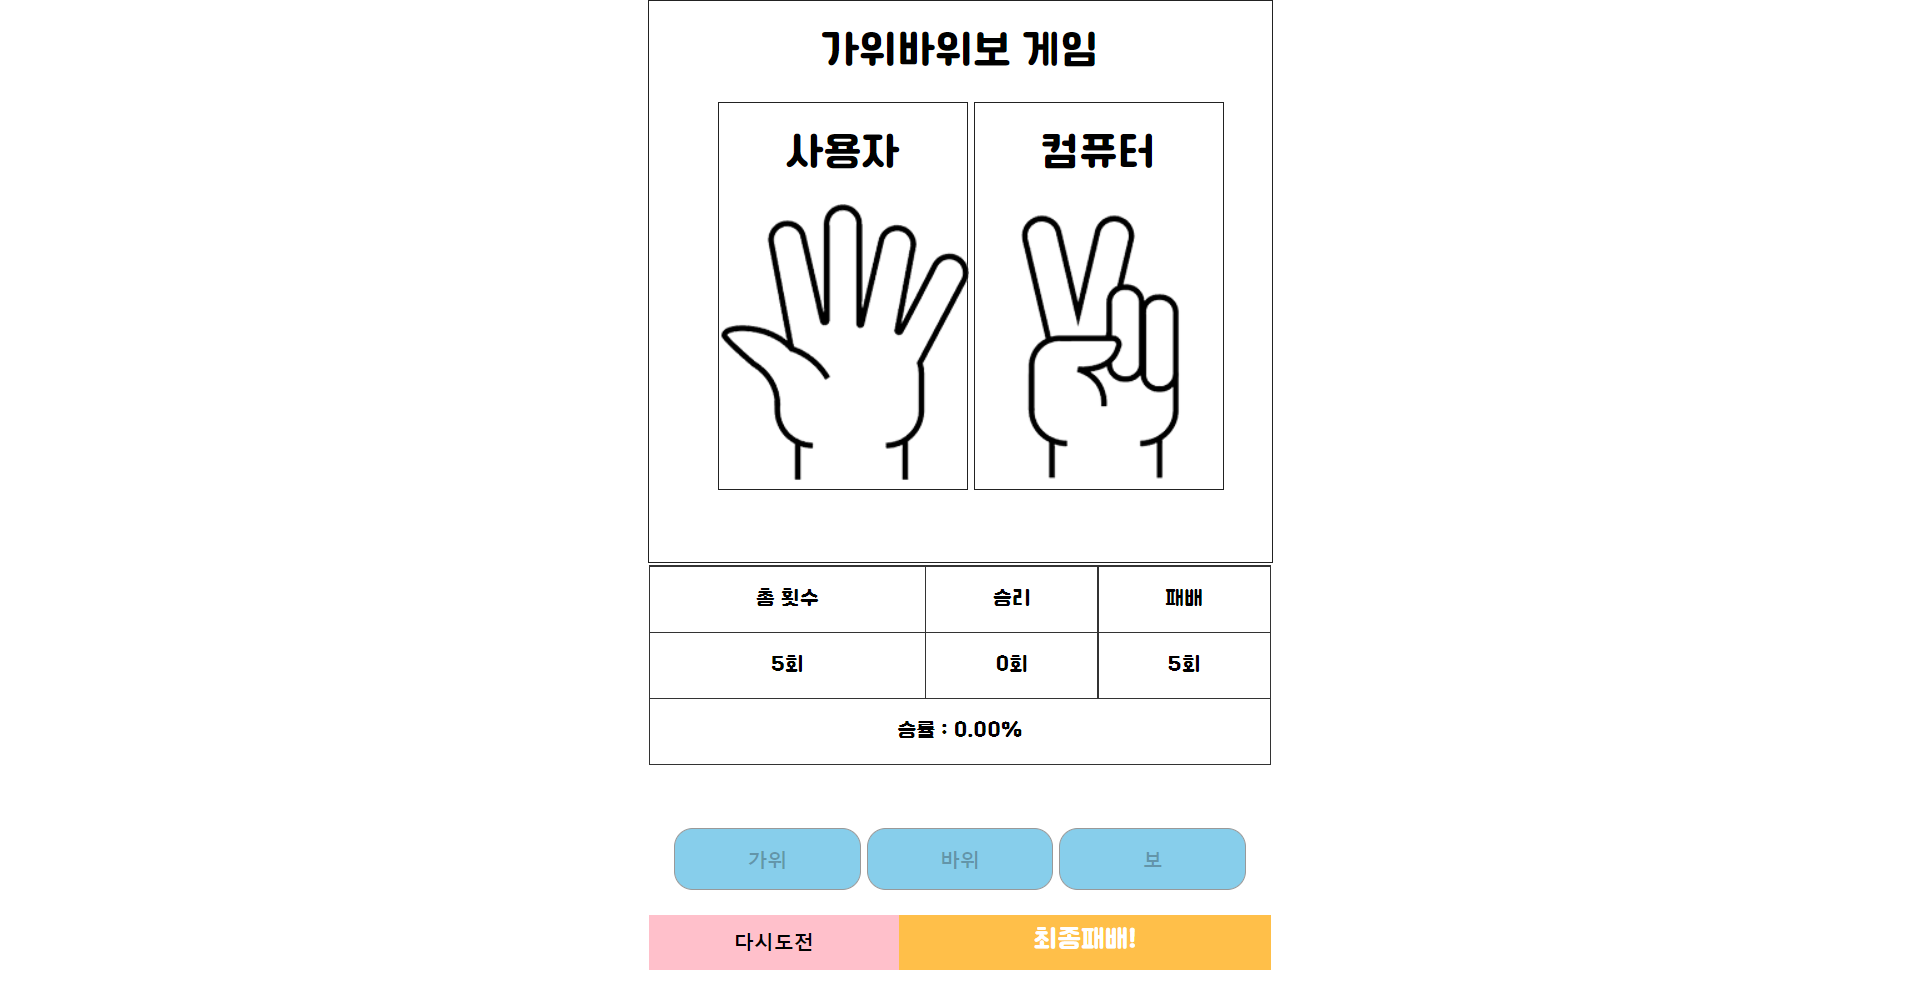 가위바위보 게임
사용자
컴퓨터
총 횟수
승리
패배
5회
0회
5회
승률 : 0.00%
가위
바위
보
다시도전
최종패배!